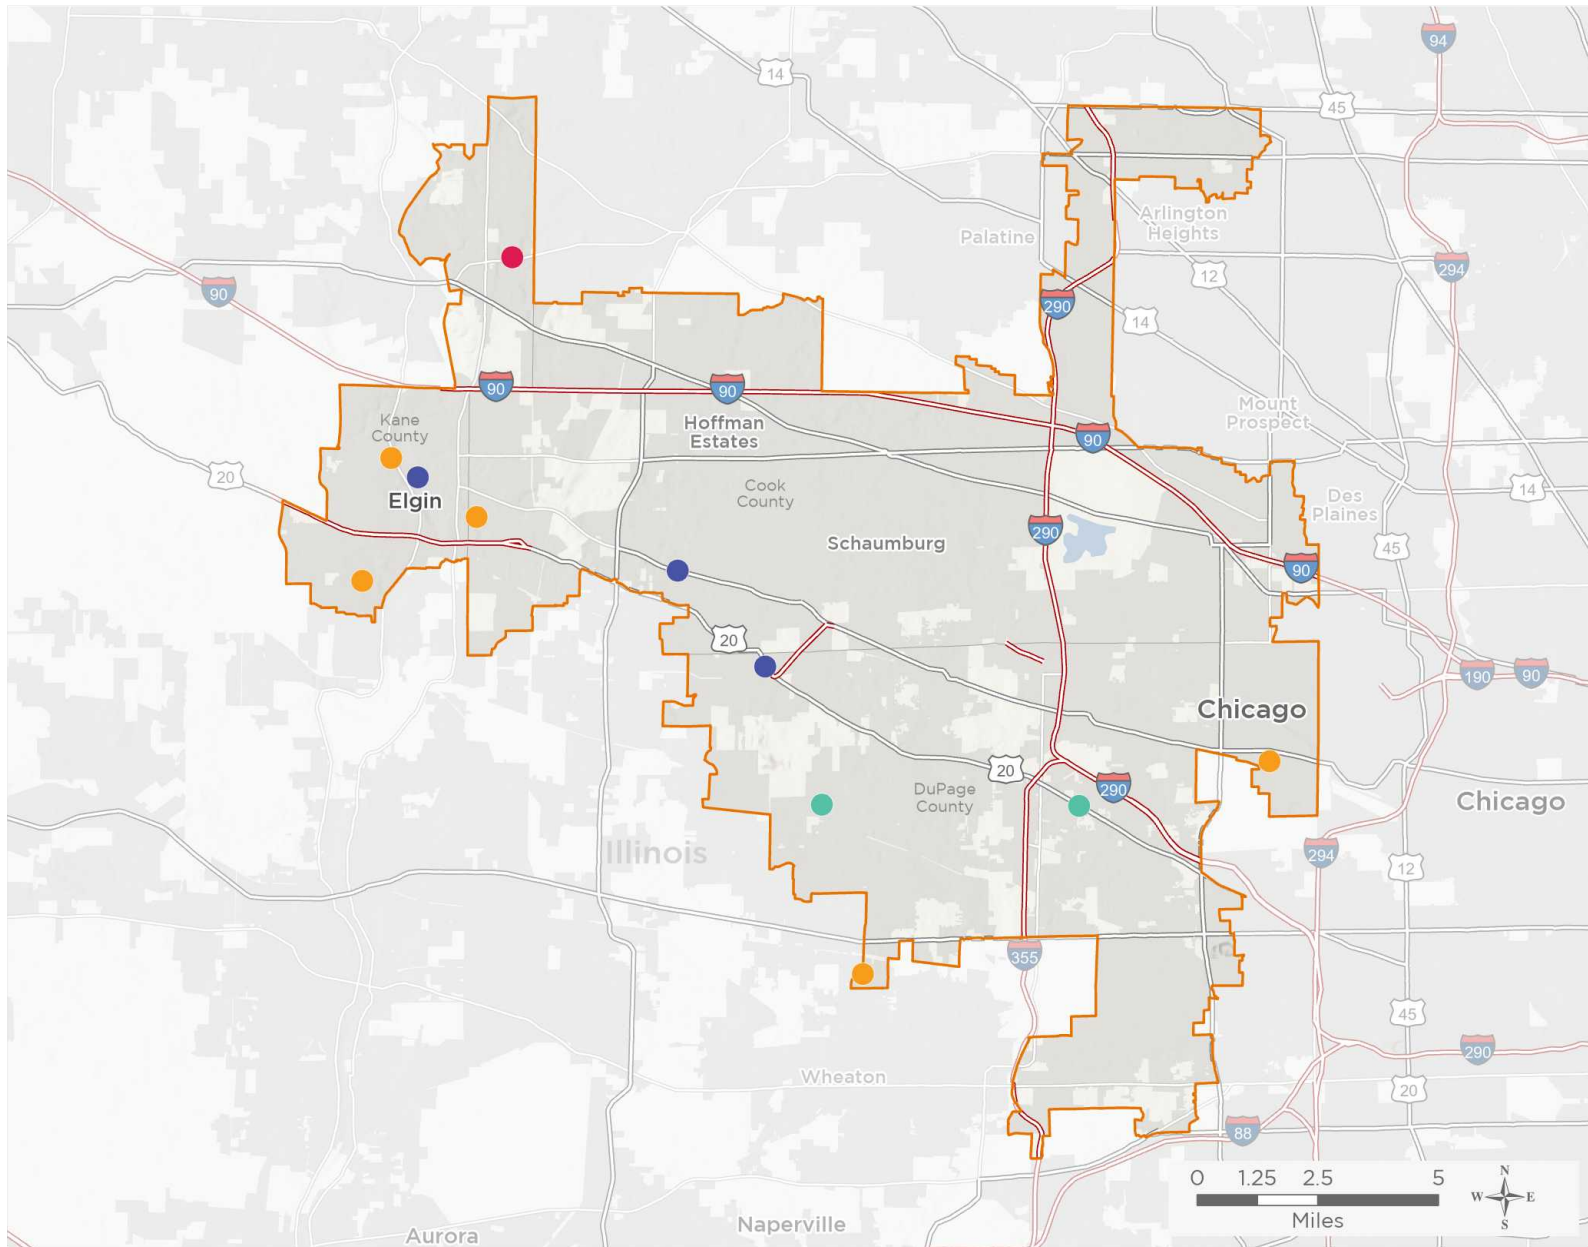 94
14
45
Arlington
Heights
Palatine
294
12
90
290
14
90
90
Kane
County
Hoffman
Estates
Mount
Prospect
90
20
Cook
County
14
Elgin
Des
Plaines
Schaumburg
290
45
90
20
190
90
Chicago
20
DuPage
County
290
Chicago
Illinois
294
12
355
45
290
Wheaton
20
88
0 1.25 2.5 5
Miles
N
W E
S
Naperville
Aurora